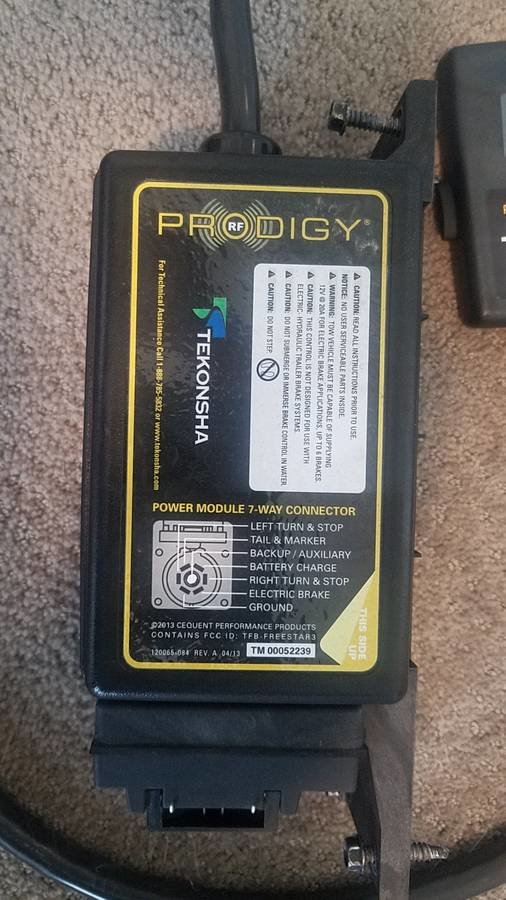 PRODIGY®
RF
⚠ CAUTION: READ ALL INSTRUCTIONS PRIOR TO USE.
NOTICE: NO USER SERVICEABLE PARTS INSIDE.
⚠ WARNING: TOW VEHICLE MUST BE CAPABLE OF SUPPLYING
12V @ 20A FOR ELECTRIC BRAKE APPLICATIONS, UP TO 6 BRAKES.
⚠ CAUTION: THIS CONTROL IS NOT DESIGNED FOR USE WITH
ELECTRIC-HYDRAULIC TRAILER BRAKE SYSTEMS.
⚠ CAUTION: DO NOT SUBMERGE OR IMMERSE BRAKE CONTROL IN WATER.
⚠ CAUTION: DO NOT STEP.
TEKONSHA
For Technical Assistance Call 1-888-785-5832 or www.tekonsha.com
POWER MODULE 7-WAY CONNECTOR
LEFT TURN & STOP
TAIL & MARKER
BACKUP / AUXILIARY
BATTERY CHARGE
RIGHT TURN & STOP
ELECTRIC BRAKE
GROUND
THIS SIDE
UP
©2013 CEQUENT PERFORMANCE PRODUCTS
CONTAINS FCC ID: TFB-FREESTAR3
120065-084 REV. A 04/13
TM 00052239